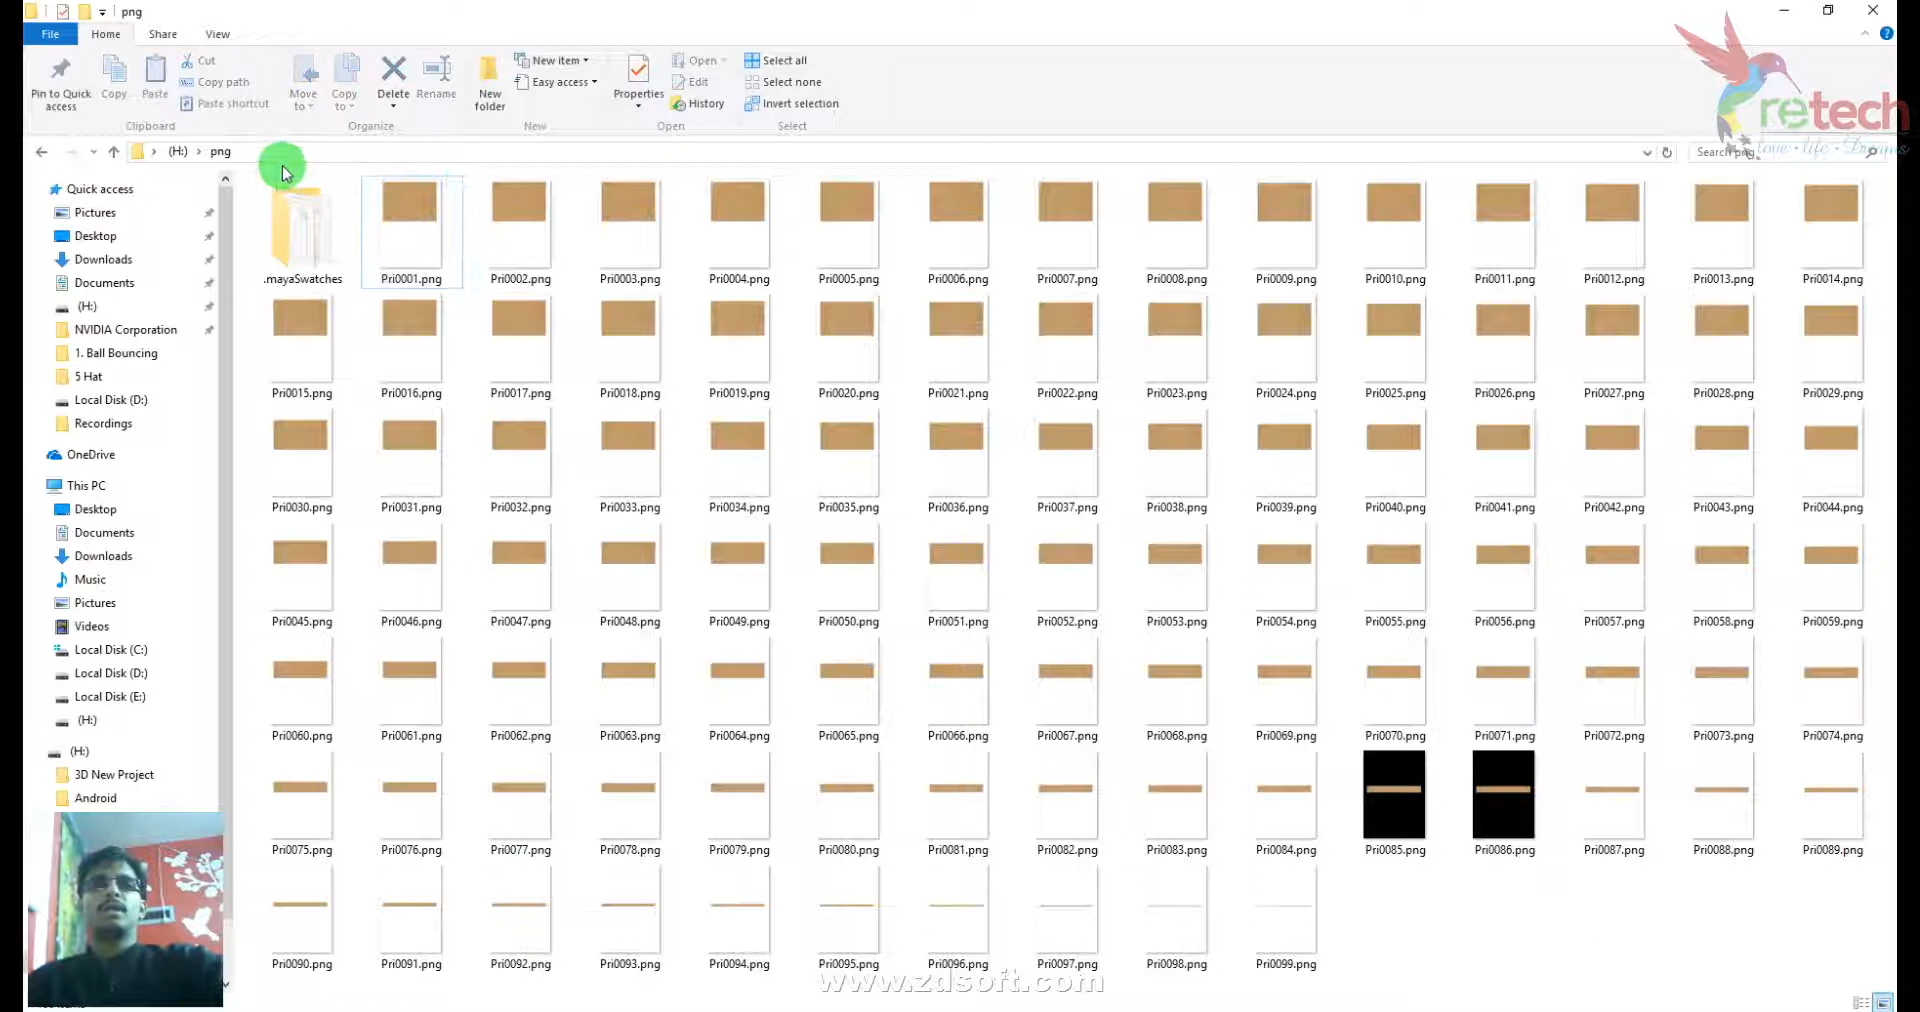 png
File Home Share View
Pin to Quick access
Copy
Paste
Cut
Copy path
Paste shortcut
Clipboard
Move to
Copy to
Delete
Rename
Organize
New folder
New item
Easy access
New
Properties
Open
Edit
History
Open
Select all
Select none
Invert selection
Select
retech
love • life • Dreams
(H:) › png
Search png
Quick access
Pictures
Desktop
Downloads
Documents
(H:)
NVIDIA Corporation
1. Ball Bouncing
5 Hat
Local Disk (D:)
Recordings
OneDrive
This PC
Desktop
Documents
Downloads
Music
Pictures
Videos
Local Disk (C:)
Local Disk (D:)
Local Disk (E:)
(H:)
(H:)
3D New Project
Android
.mayaSwatches Pri0001.png Pri0002.png Pri0003.png Pri0004.png Pri0005.png Pri0006.png Pri0007.png Pri0008.png Pri0009.png Pri0010.png Pri0011.png Pri0012.png Pri0013.png Pri0014.png
Pri0015.png Pri0016.png Pri0017.png Pri0018.png Pri0019.png Pri0020.png Pri0021.png Pri0022.png Pri0023.png Pri0024.png Pri0025.png Pri0026.png Pri0027.png Pri0028.png Pri0029.png
Pri0030.png Pri0031.png Pri0032.png Pri0033.png Pri0034.png Pri0035.png Pri0036.png Pri0037.png Pri0038.png Pri0039.png Pri0040.png Pri0041.png Pri0042.png Pri0043.png Pri0044.png
Pri0045.png Pri0046.png Pri0047.png Pri0048.png Pri0049.png Pri0050.png Pri0051.png Pri0052.png Pri0053.png Pri0054.png Pri0055.png Pri0056.png Pri0057.png Pri0058.png Pri0059.png
Pri0060.png Pri0061.png Pri0062.png Pri0063.png Pri0064.png Pri0065.png Pri0066.png Pri0067.png Pri0068.png Pri0069.png Pri0070.png Pri0071.png Pri0072.png Pri0073.png Pri0074.png
Pri0075.png Pri0076.png Pri0077.png Pri0078.png Pri0079.png Pri0080.png Pri0081.png Pri0082.png Pri0083.png Pri0084.png Pri0085.png Pri0086.png Pri0087.png Pri0088.png Pri0089.png
Pri0090.png Pri0091.png Pri0092.png Pri0093.png Pri0094.png Pri0095.png Pri0096.png Pri0097.png Pri0098.png Pri0099.png
www.zdsoft.com